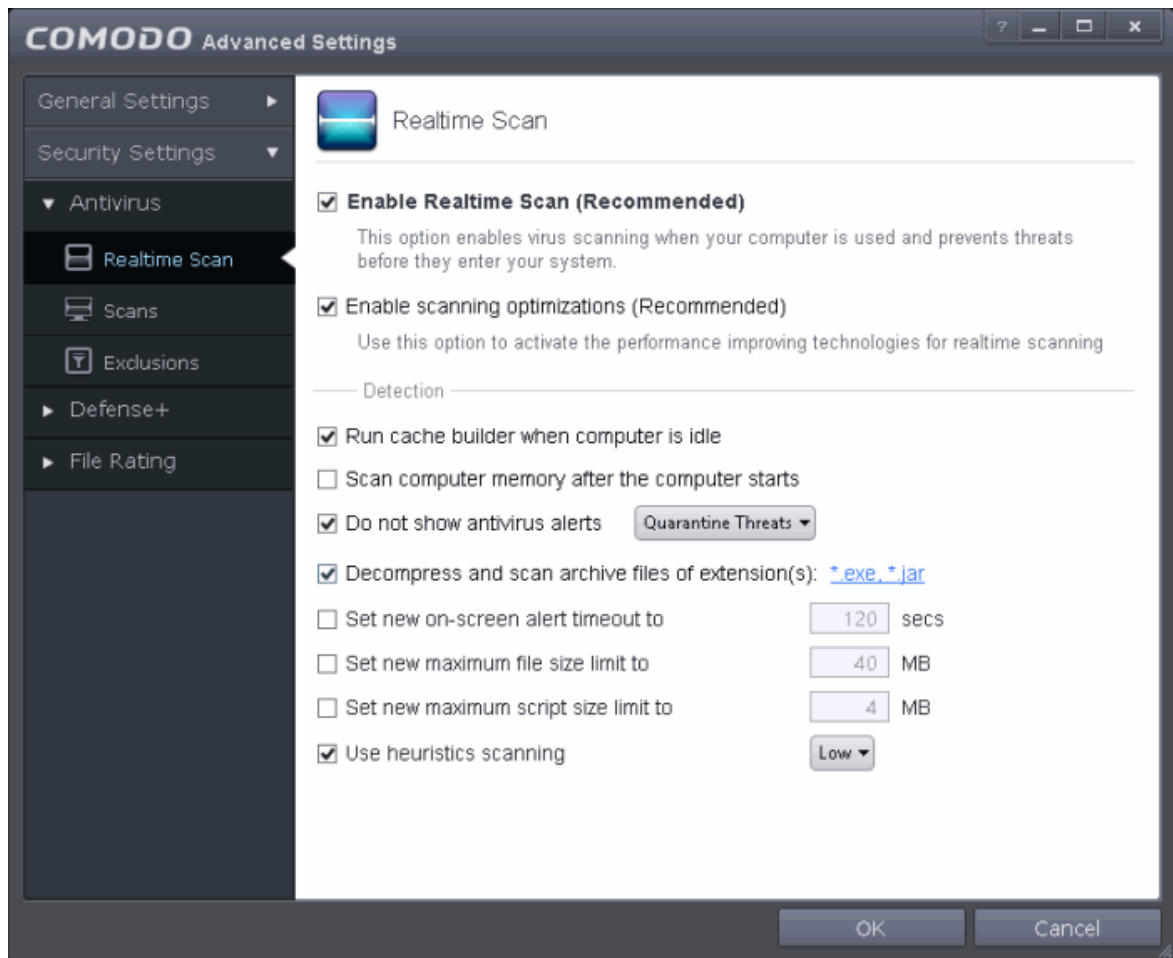 COMODO Advanced Settings
?
General Settings
Security Settings
Antivirus
Realtime Scan
Scans
Exclusions
Defense+
File Rating
Realtime Scan
Enable Realtime Scan (Recommended)
This option enables virus scanning when your computer is used and prevents threats
before they enter your system.
Enable scanning optimizations (Recommended)
Use this option to activate the performance improving technologies for realtime scanning
Detection
Run cache builder when computer is idle
Scan computer memory after the computer starts
Do not show antivirus alerts Quarantine Threats
Decompress and scan archive files of extension(s): *.exe, *.jar
Set new on-screen alert timeout to 120 secs
Set new maximum file size limit to 40 MB
Set new maximum script size limit to 4 MB
Use heuristics scanning Low
OK Cancel